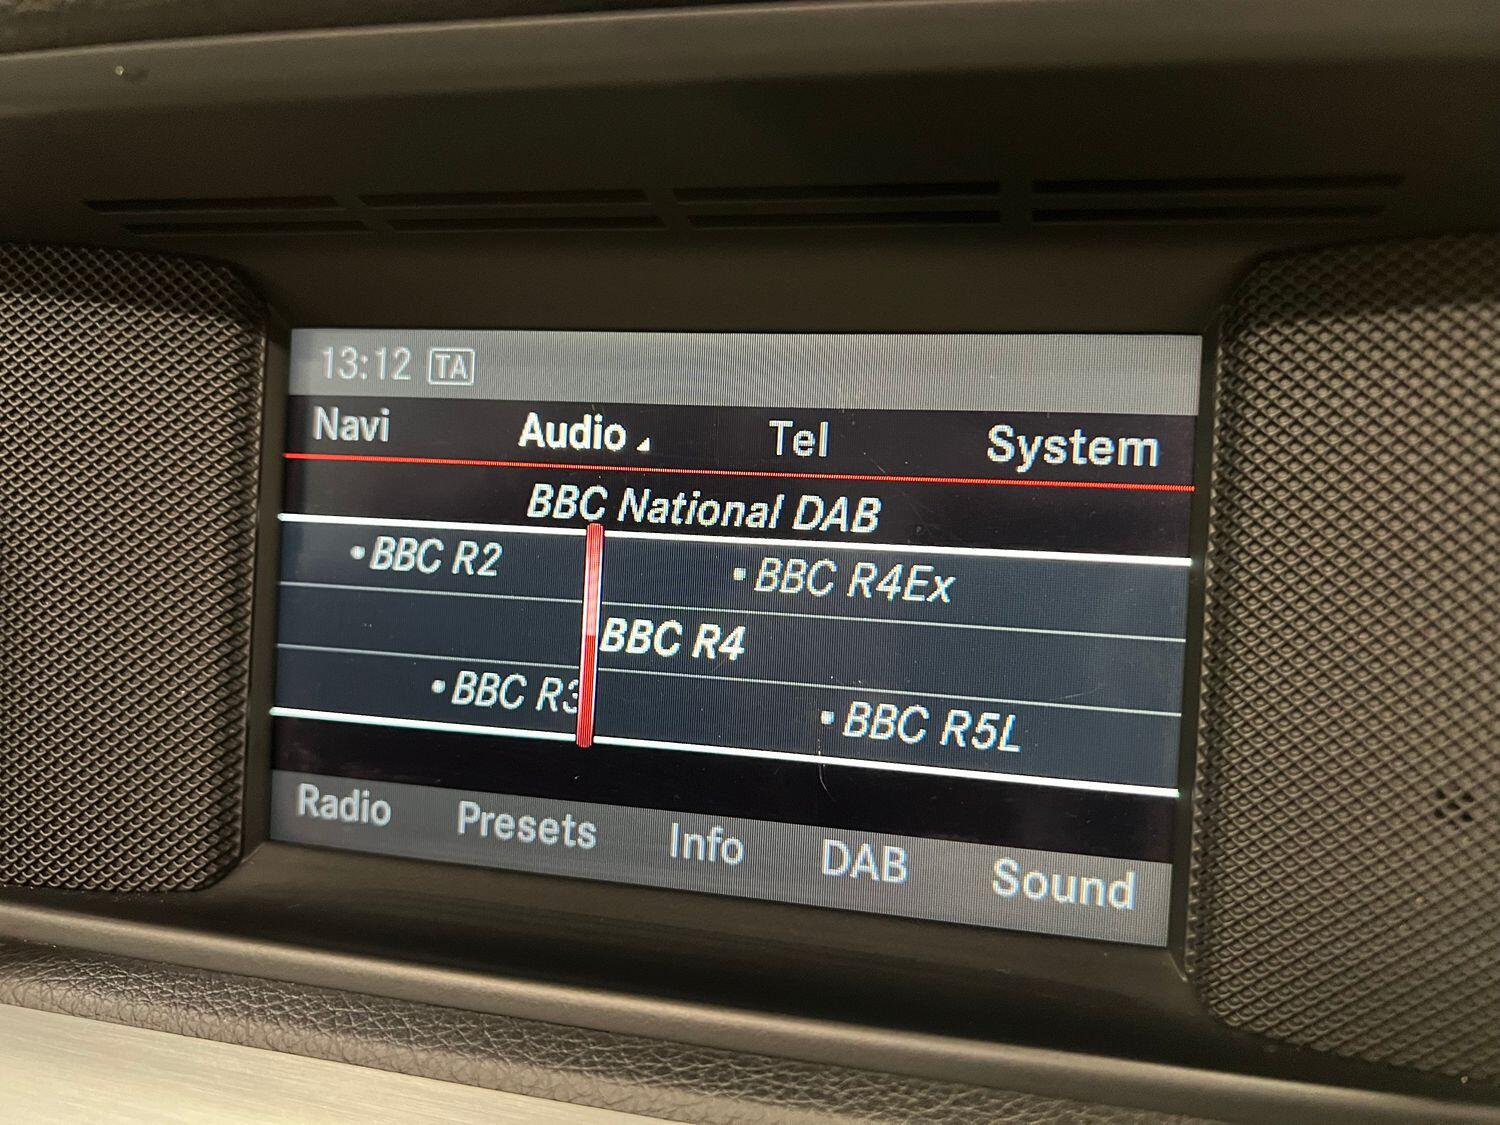 13:12 TA
Navi Audio Tel System
BBC National DAB
• BBC R2 • BBC R4Ex
BBC R4
• BBC R3 • BBC R5L
Radio Presets Info DAB Sound